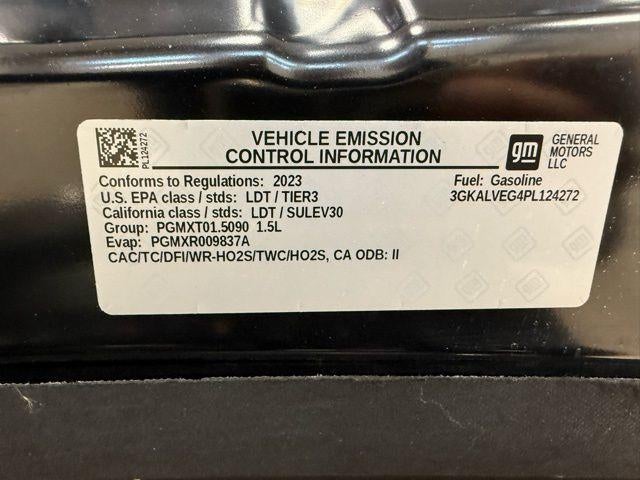 PL124272
VEHICLE EMISSION
CONTROL INFORMATION
gm
GENERAL
MOTORS
LLC
Conforms to Regulations: 2023
Fuel: Gasoline
U.S. EPA class / stds: LDT / TIER3
3GKALVEG4PL124272
California class / stds: LDT / SULEV30
Group: PGMXT01.5090 1.5L
Evap: PGMXR009837A
CAC/TC/DFI/WR-HO2S/TWC/HO2S, CA ODB: II